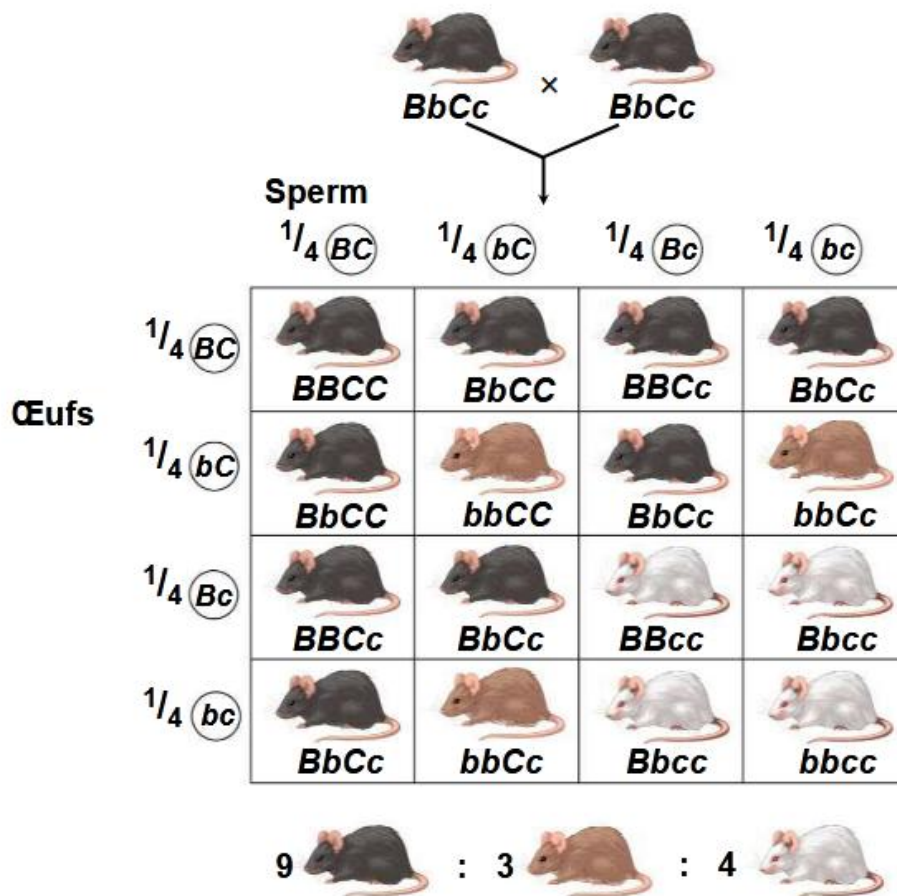 ×
BbCc BbCc
Sperm
1/4 BC 1/4 bC 1/4 Bc 1/4 bc
1/4 BC
BBCC BbCC BBCc BbCc
Œufs
1/4 bC
BbCC bbCC BbCc bbCc
1/4 Bc
BBCc BbCc BBcc Bbcc
1/4 bc
BbCc bbCc Bbcc bbcc
9 : 3 : 4